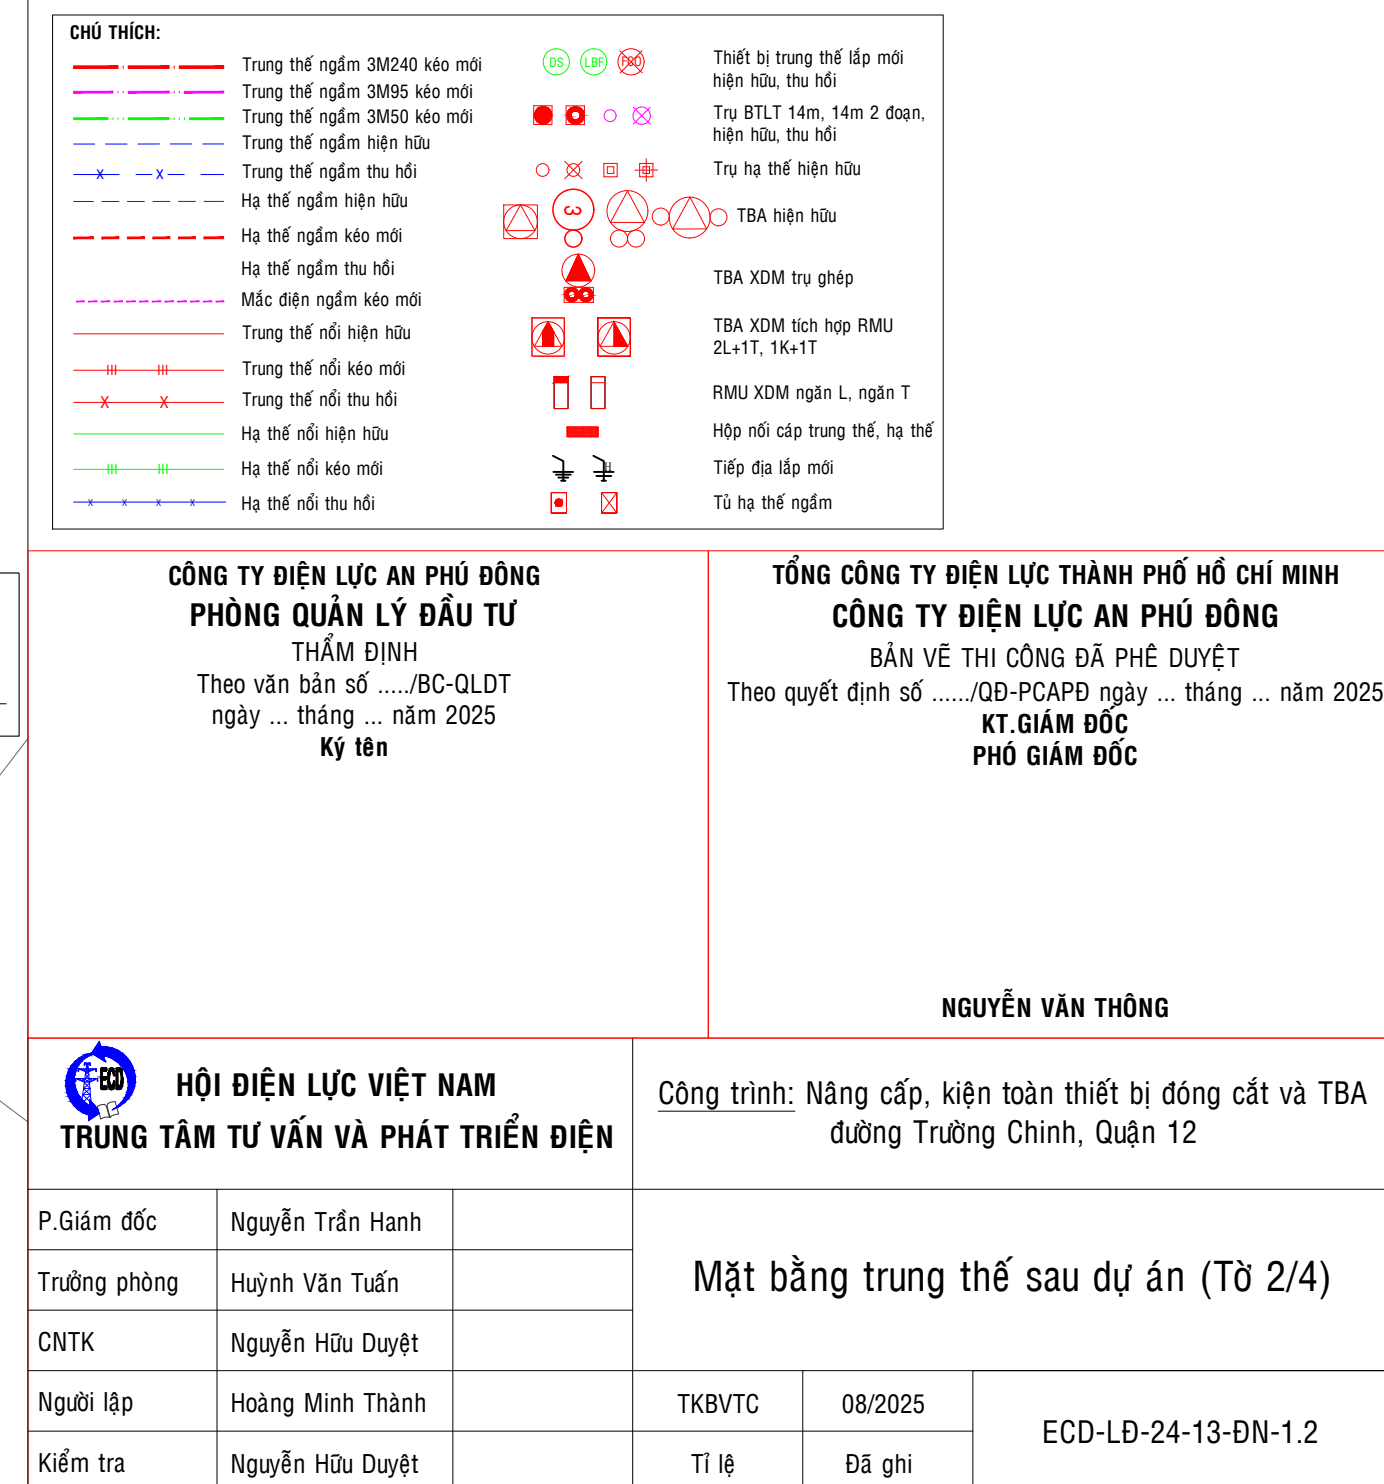 CHÚ THÍCH:
Trung thế ngầm 3M240 kéo mới
Trung thế ngầm 3M95 kéo mới
Trung thế ngầm 3M50 kéo mới
Trung thế ngầm hiện hữu
X X Trung thế ngầm thu hồi
Hạ thế ngầm hiện hữu
Hạ thế ngầm kéo mới
Hạ thế ngầm thu hồi
Mắc điện ngầm kéo mới
Trung thế nổi hiện hữu
Trung thế nổi kéo mới
X X Trung thế nổi thu hồi
Hạ thế nổi hiện hữu
Hạ thế nổi kéo mới
x x x x Hạ thế nổi thu hồi
DS LBF FCO Thiết bị trung thế lắp mới
hiện hữu, thu hồi
Trụ BTLT 14m, 14m 2 đoạn,
hiện hữu, thu hồi
Trụ hạ thế hiện hữu
3 TBA hiện hữu
TBA XDM trụ ghép
TBA XDM tích hợp RMU
2L+1T, 1K+1T
RMU XDM ngăn L, ngăn T
Hộp nối cáp trung thế, hạ thế
H Tiếp địa lắp mới
Tủ hạ thế ngầm
CÔNG TY ĐIỆN LỰC AN PHÚ ĐÔNG
PHÒNG QUẢN LÝ ĐẦU TƯ
THẨM ĐỊNH
Theo văn bản số ...../BC-QLDT
ngày ... tháng ... năm 2025
Ký tên
TỔNG CÔNG TY ĐIỆN LỰC THÀNH PHỐ HỒ CHÍ MINH
CÔNG TY ĐIỆN LỰC AN PHÚ ĐÔNG
BẢN VẼ THI CÔNG ĐÃ PHÊ DUYỆT
Theo quyết định số ....../QĐ-PCAPĐ ngày ... tháng ... năm 2025
KT.GIÁM ĐỐC
PHÓ GIÁM ĐỐC
NGUYỄN VĂN THÔNG
ECD
HỘI ĐIỆN LỰC VIỆT NAM
TRUNG TÂM TƯ VẤN VÀ PHÁT TRIỂN ĐIỆN
Công trình: Nâng cấp, kiện toàn thiết bị đóng cắt và TBA
đường Trường Chinh, Quận 12
P.Giám đốc Nguyễn Trần Hanh
Trưởng phòng Huỳnh Văn Tuấn
CNTK Nguyễn Hữu Duyệt
Người lập Hoàng Minh Thành
Kiểm tra Nguyễn Hữu Duyệt
Mặt bằng trung thế sau dự án (Tờ 2/4)
TKBVTC 08/2025
Tỉ lệ Đã ghi
ECD-LĐ-24-13-ĐN-1.2